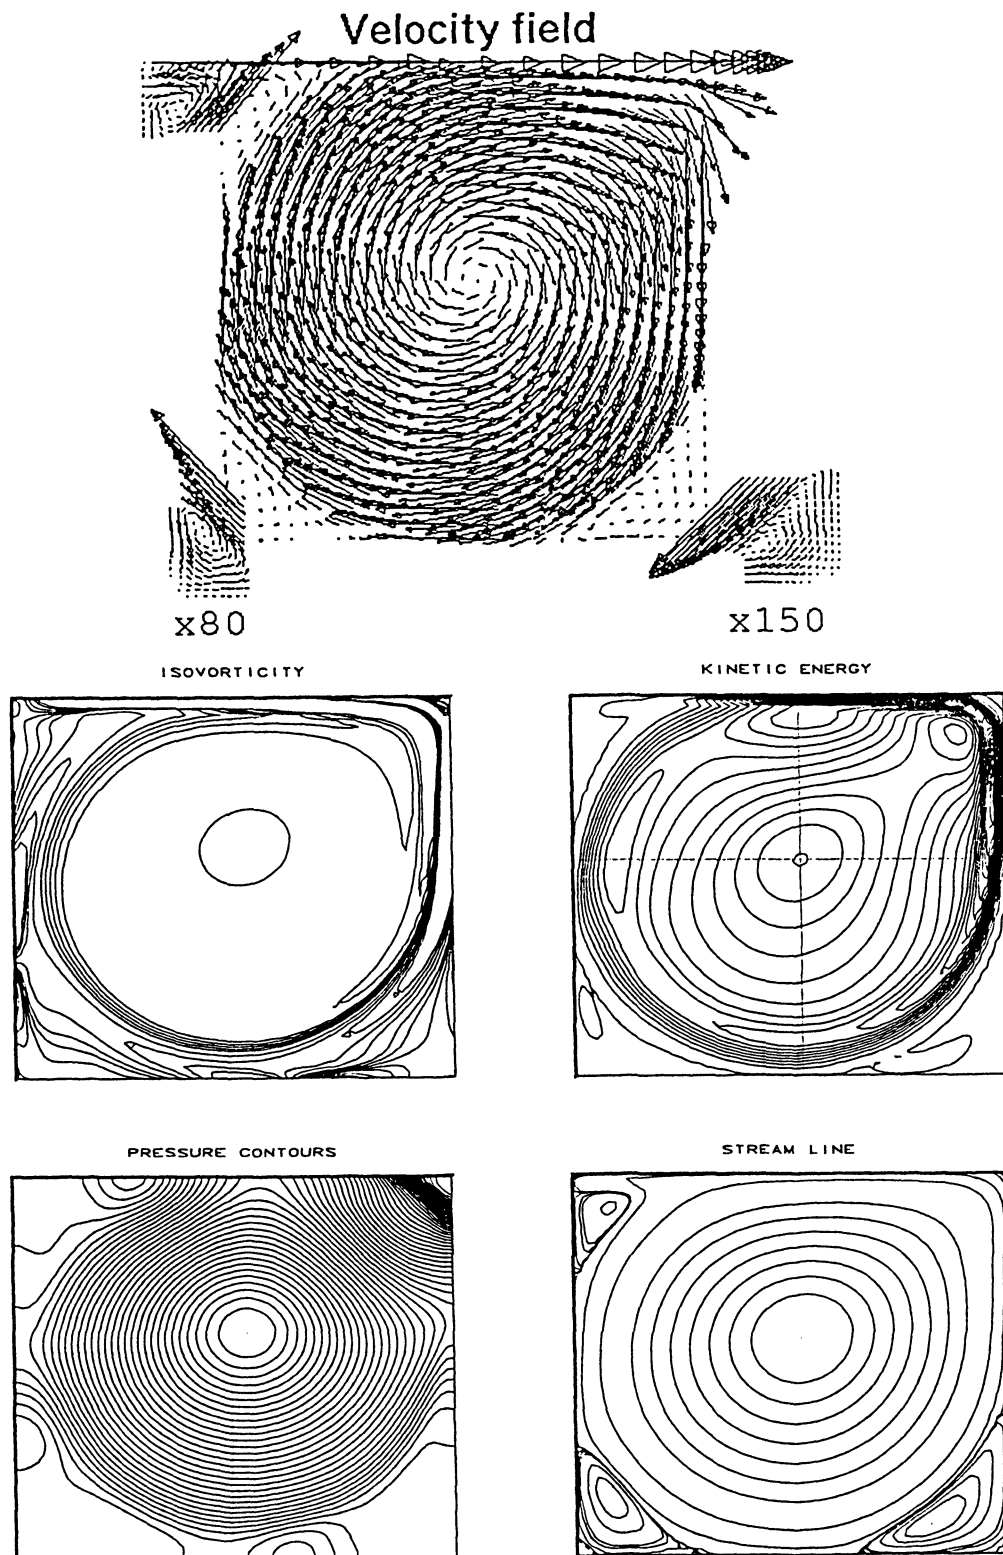 Velocity field
x80
x150
ISOVORTICITY
KINETIC ENERGY
PRESSURE CONTOURS
STREAM LINE